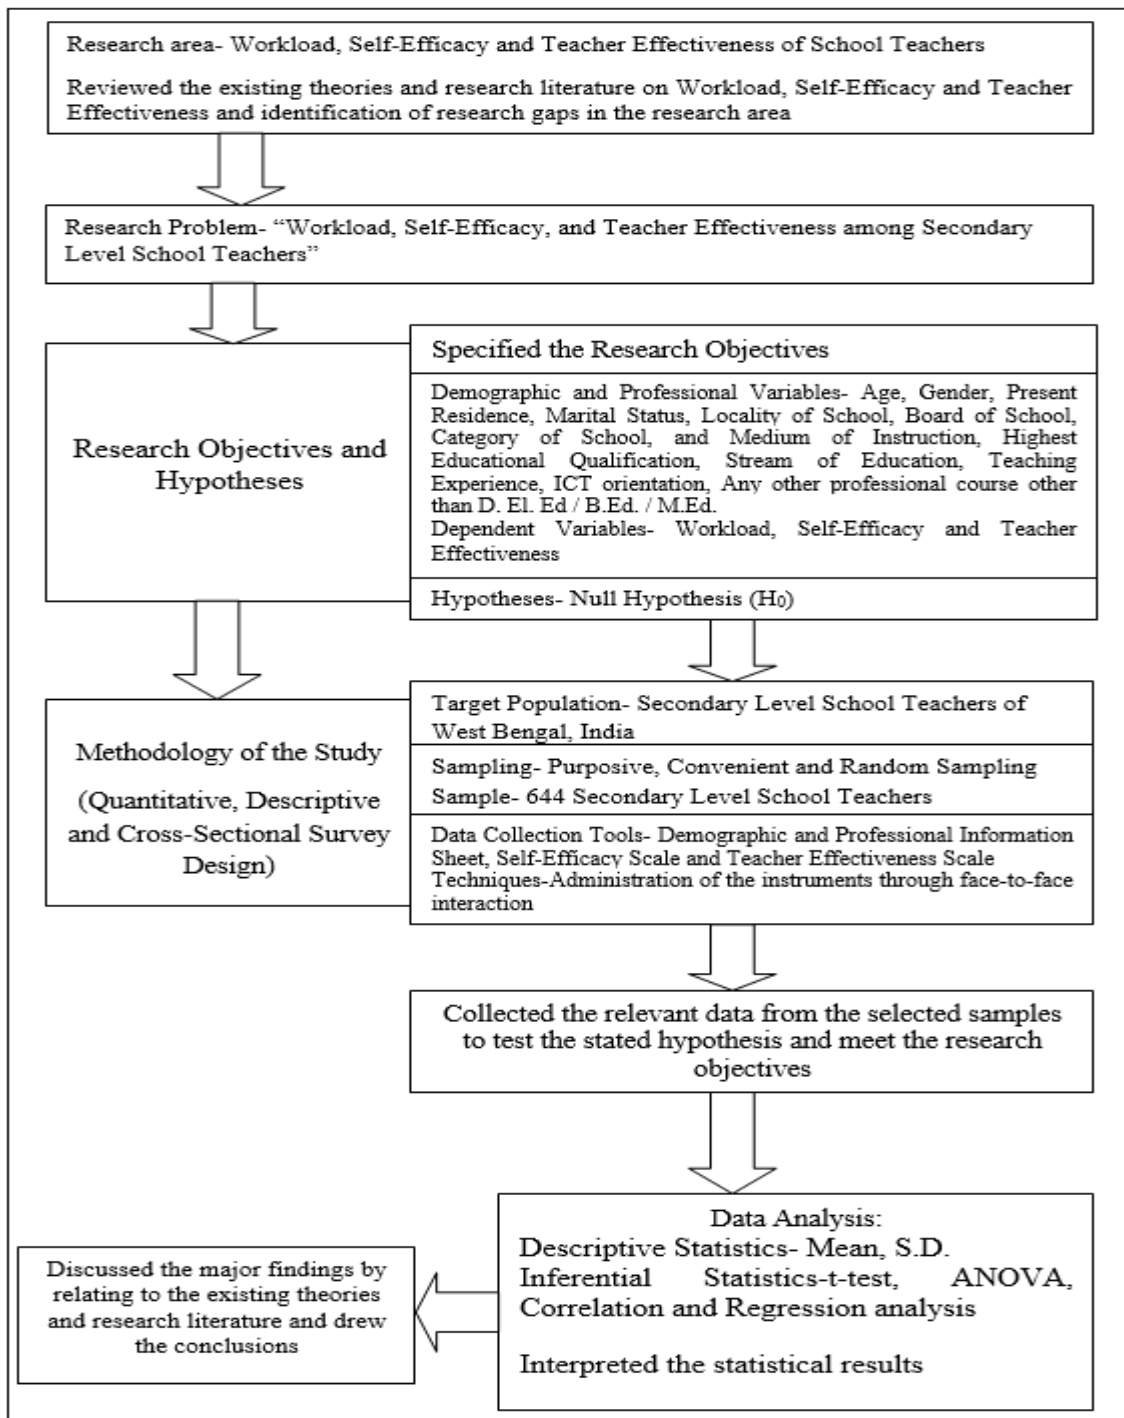 Research area- Workload, Self-Efficacy and Teacher Effectiveness of School Teachers
Reviewed the existing theories and research literature on Workload, Self-Efficacy and Teacher
Effectiveness and identification of research gaps in the research area
Research Problem- “Workload, Self-Efficacy, and Teacher Effectiveness among Secondary
Level School Teachers”
Research Objectives and
Hypotheses
Specified the Research Objectives
Demographic and Professional Variables- Age, Gender, Present
Residence, Marital Status, Locality of School, Board of School,
Category of School, and Medium of Instruction, Highest
Educational Qualification, Stream of Education, Teaching
Experience, ICT orientation, Any other professional course other
than D. El. Ed / B.Ed. / M.Ed.
Dependent Variables- Workload, Self-Efficacy and Teacher
Effectiveness
Hypotheses- Null Hypothesis (H₀)
Methodology of the Study
(Quantitative, Descriptive
and Cross-Sectional Survey
Design)
Target Population- Secondary Level School Teachers of
West Bengal, India
Sampling- Purposive, Convenient and Random Sampling
Sample- 644 Secondary Level School Teachers
Data Collection Tools- Demographic and Professional Information
Sheet, Self-Efficacy Scale and Teacher Effectiveness Scale
Techniques-Administration of the instruments through face-to-face
interaction
Collected the relevant data from the selected samples
to test the stated hypothesis and meet the research
objectives
Data Analysis:
Descriptive Statistics- Mean, S.D.
Inferential Statistics-t-test, ANOVA,
Correlation and Regression analysis
Interpreted the statistical results
Discussed the major findings by
relating to the existing theories
and research literature and drew
the conclusions